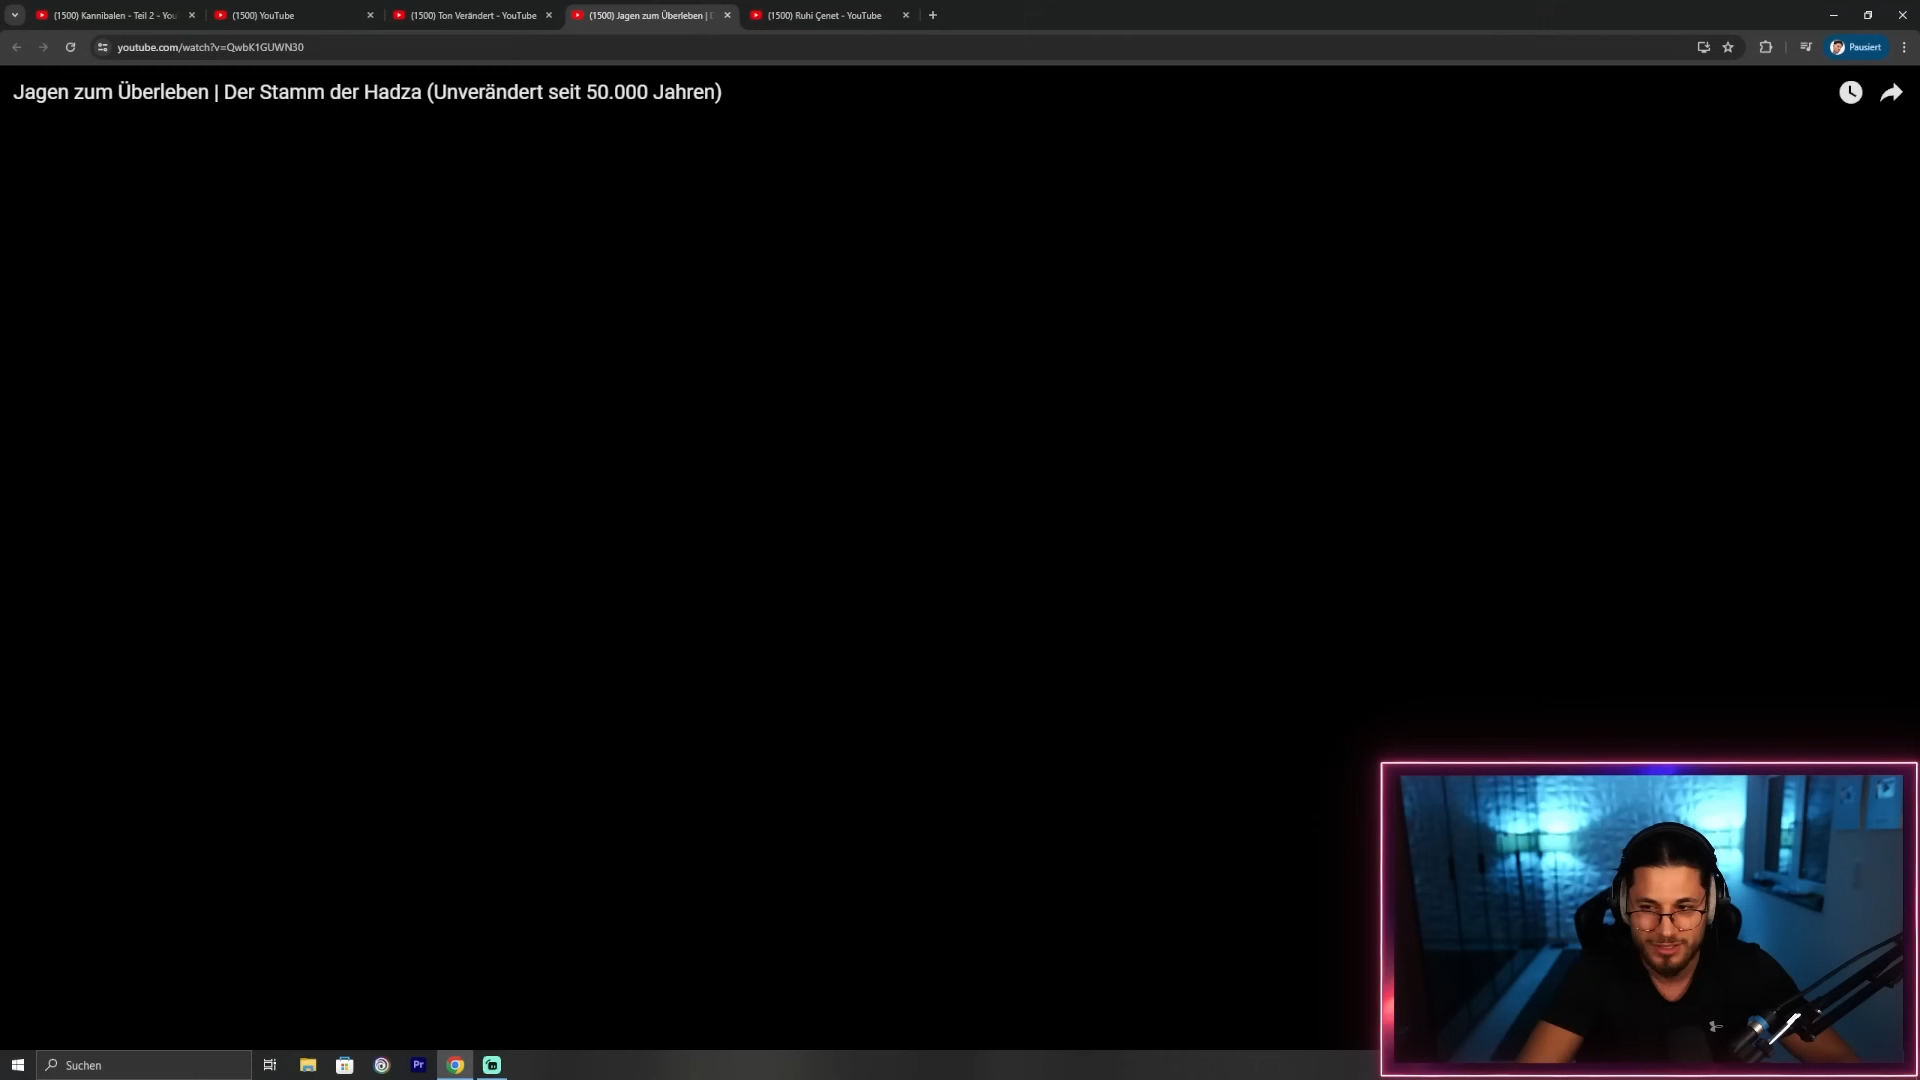 (1500) Kannibalen - Teil 2 - You
(1500) YouTube
(1500) Ton Verändert - YouTube
(1500) Jagen zum Überleben |
(1500) Ruhi Çenet - YouTube
youtube.com/watch?v=QwbK1GUWN30
Pausiert
Jagen zum Überleben | Der Stamm der Hadza (Unverändert seit 50.000 Jahren)
Suchen
Pr